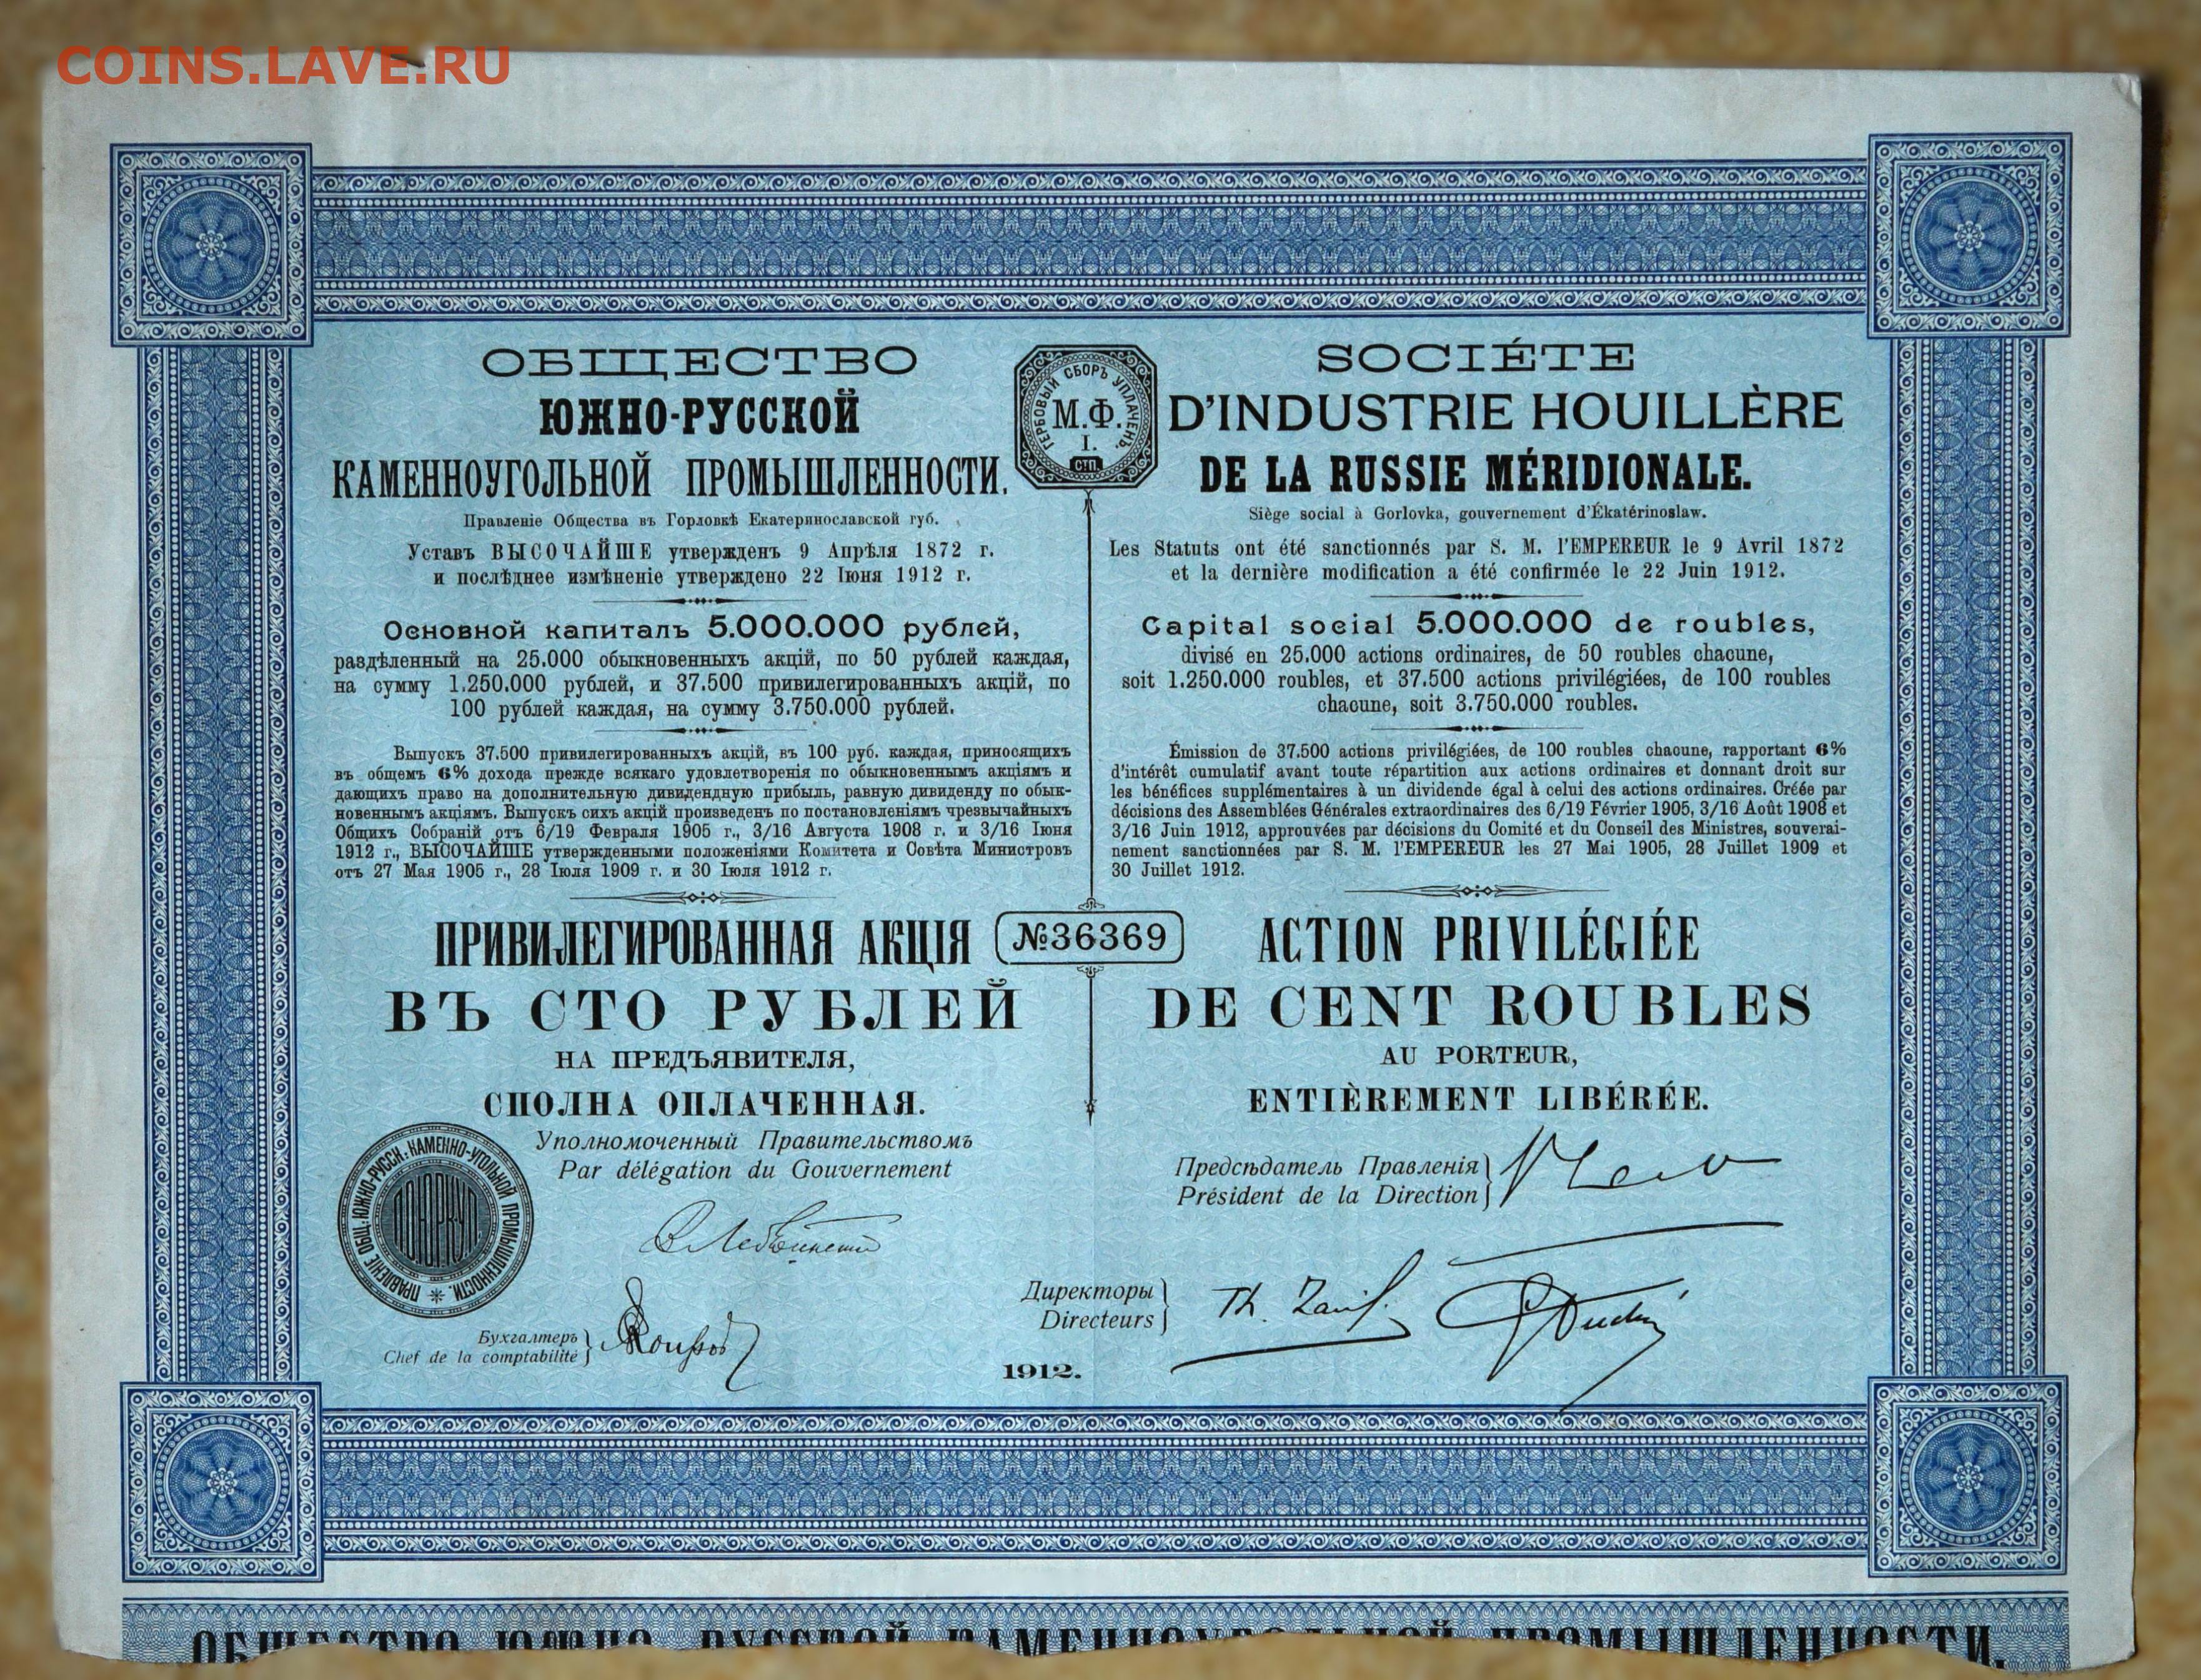 COINS.LAVE.RU
ОБЩЕСТВО
ЮЖНО-РУССКОЙ
КАМЕННОУГОЛЬНОЙ ПРОМЫШЛЕННОСТИ.
Правленіе Общества въ Горловкѣ Екатеринославской губ.
Уставъ ВЫСОЧАЙШЕ утвержденъ 9 Апрѣля 1872 г.
и послѣднее измѣненіе утверждено 22 Іюня 1912 г.
Основной капиталъ 5.000.000 рублей,
раздѣленный на 25.000 обыкновенныхъ акцій, по 50 рублей каждая,
на сумму 1.250.000 рублей, и 37.500 привилегированныхъ акцій, по
100 рублей каждая, на сумму 3.750.000 рублей.
Выпускъ 37.500 привилегированныхъ акцій, въ 100 руб. каждая, приносящихъ
въ общемъ 6% дохода прежде всякаго удовлетворенія по обыкновеннымъ акціямъ и
дающихъ право на дополнительную дивидендную прибыль, равную дивиденду по обык-
новеннымъ акціямъ. Выпускъ сихъ акцій произведенъ по постановленіямъ чрезвычайныхъ
Общихъ Собраній отъ 6/19 Февраля 1905 г., 3/16 Августа 1908 г. и 3/16 Іюня
1912 г., ВЫСОЧАЙШЕ утвержденными положеніями Комитета и Совѣта Министровъ
отъ 27 Мая 1905 г., 28 Іюля 1909 г. и 30 Іюля 1912 г.
ПРИВИЛЕГИРОВАННАЯ АКЦІЯ
ВЪ СТО РУБЛЕЙ
НА ПРЕДЪЯВИТЕЛЯ,
СПОЛНА ОПЛАЧЕННАЯ.
ГЕРБОВЫЙ СБОРЪ УПЛАЧЕНЪ.
М.Ф.
I.
СТП.
№36369
SOCIÉTE
D'INDUSTRIE HOUILLÈRE
DE LA RUSSIE MÉRIDIONALE.
Siège social à Gorlovka, gouvernement d'Ékatérinoslaw.
Les Statuts ont été sanctionnés par S. M. l'EMPEREUR le 9 Avril 1872
et la dernière modification a été confirmée le 22 Juin 1912.
Capital social 5.000.000 de roubles,
divisé en 25.000 actions ordinaires, de 50 roubles chacune,
soit 1.250.000 roubles, et 37.500 actions privilégiées, de 100 roubles
chacune, soit 3.750.000 roubles.
Émission de 37.500 actions privilégiées, de 100 roubles chacune, rapportant 6%
d'intérêt cumulatif avant toute répartition aux actions ordinaires et donnant droit sur
les bénéfices supplémentaires à un dividende égal à celui des actions ordinaires. Créée par
décisions des Assemblées Générales extraordinaires des 6/19 Février 1905, 3/16 Août 1908 et
3/16 Juin 1912, approuvées par décisions du Comité et du Conseil des Ministres, souverai-
nement sanctionnées par S. M. l'EMPEREUR les 27 Mai 1905, 28 Juillet 1909 et
30 Juillet 1912.
ACTION PRIVILÉGIÉE
DE CENT ROUBLES
AU PORTEUR,
ENTIÈREMENT LIBÉRÉE.
ПРАВЛЕНІЕ ОБЩ. ЮЖНО-РУССК. КАМЕННО-УГОЛЬНОЙ ПРОМЫШЛЕННОСТИ.
Уполномоченный Правительствомъ
Par délégation du Gouvernement
Бухгалтеръ
Chef de la comptabilité
Предсѣдатель Правленія
Président de la Direction
Директоры
Directeurs
1912.
ОБЩЕСТВО ЮЖНО-РУССКОЙ КАМЕННОУГОЛЬНОЙ ПРОМЫШЛЕННОСТИ.